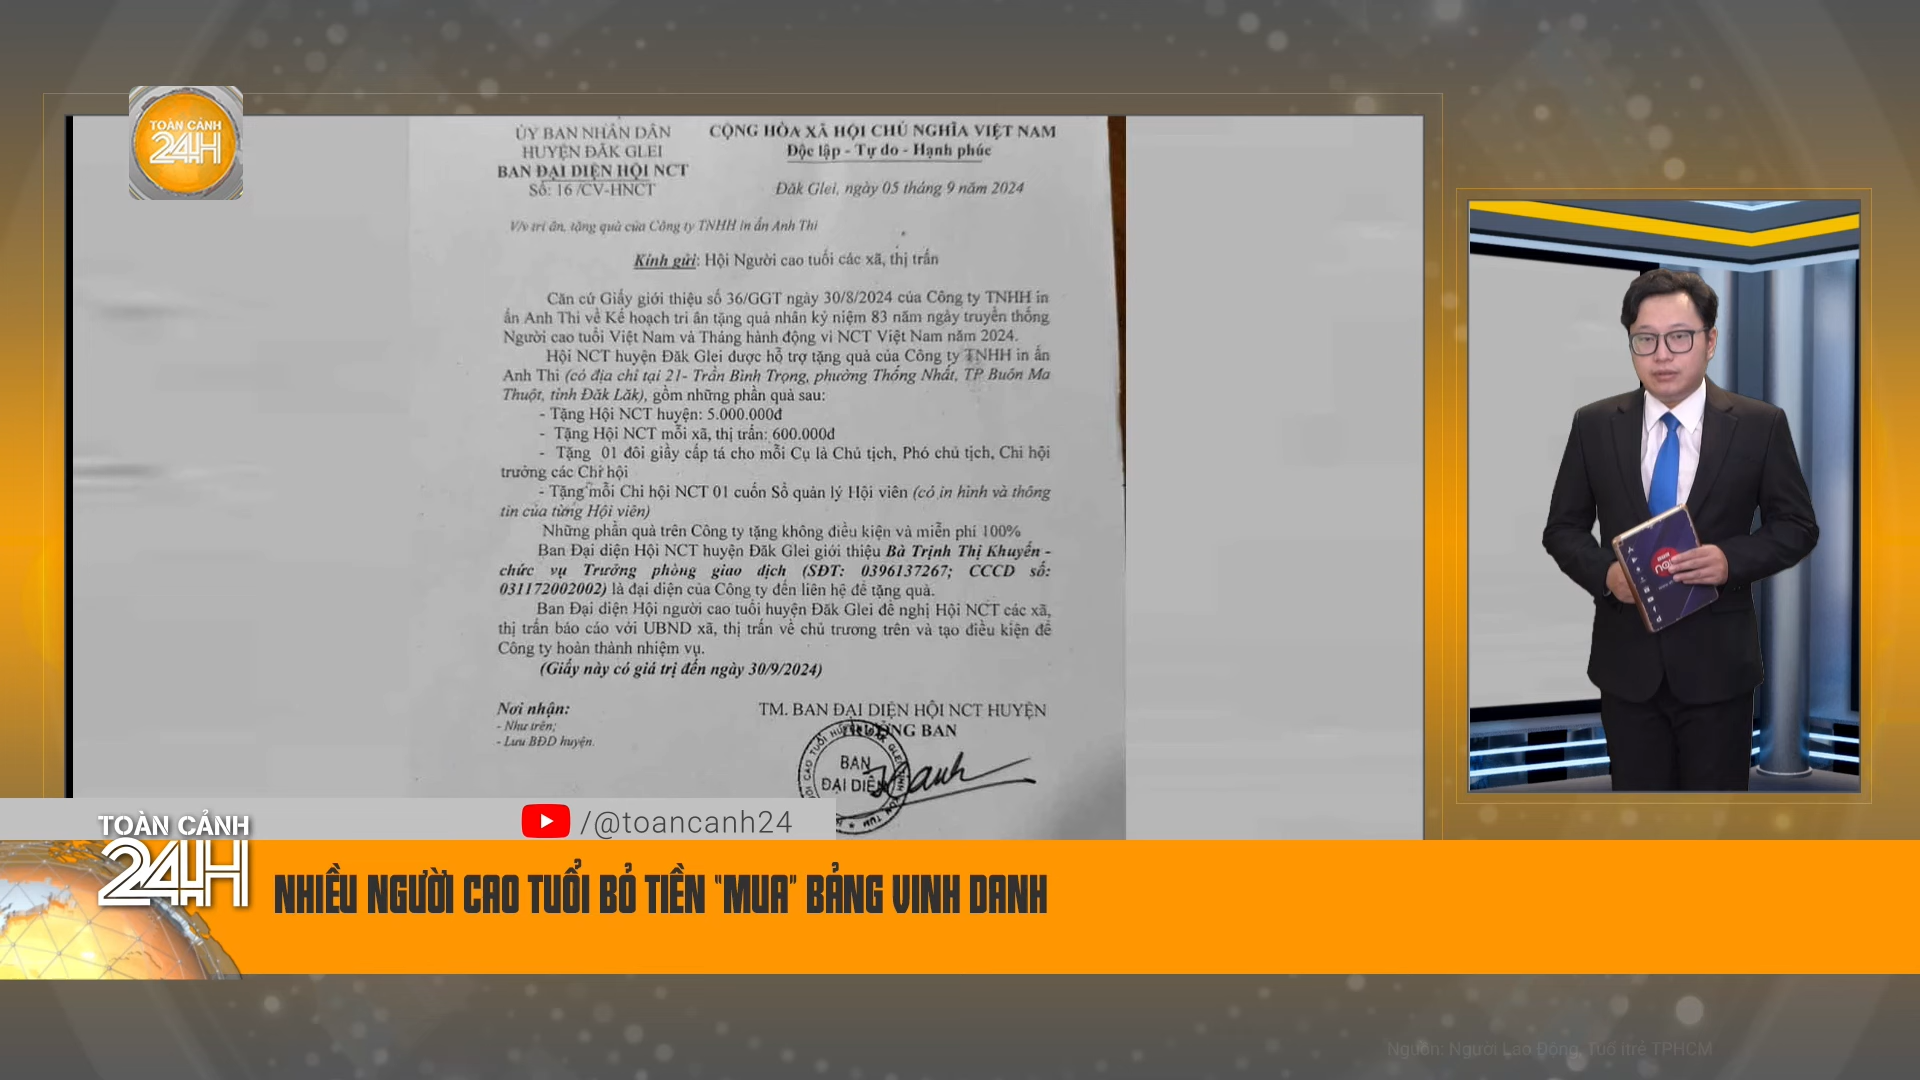 TOÀN CẢNH
24H
ỦY BAN NHÂN DÂN
HUYỆN ĐĂK GLEI
BAN ĐẠI DIỆN HỘI NCT
Số: 16 /CV-HNCT
CỘNG HÒA XÃ HỘI CHỦ NGHĨA VIỆT NAM
Độc lập - Tự do - Hạnh phúc
Đăk Glei, ngày 05 tháng 9 năm 2024
V/v tri ân, tặng quà của Công ty TNHH in ấn Anh Thi
Kính gửi: Hội Người cao tuổi các xã, thị trấn
Căn cứ Giấy giới thiệu số 36/GGT ngày 30/8/2024 của Công ty TNHH in
ấn Anh Thi về Kế hoạch tri ân tặng quà nhân kỷ niệm 83 năm ngày truyền thống
Người cao tuổi Việt Nam và Tháng hành động vì NCT Việt Nam năm 2024.
Hội NCT huyện Đăk Glei được hỗ trợ tặng quà của Công ty TNHH in ấn
Anh Thi (có địa chỉ tại 21- Trần Bình Trọng, phường Thống Nhất, TP Buôn Ma
Thuột, tỉnh Đăk Lăk), gồm những phần quà sau:
- Tặng Hội NCT huyện: 5.000.000đ
- Tặng Hội NCT mỗi xã, thị trấn: 600.000đ
- Tặng 01 đôi giầy cấp tá cho mỗi Cụ là Chủ tịch, Phó chủ tịch, Chi hội
trưởng các Chi hội
- Tặng mỗi Chi hội NCT 01 cuốn Sổ quản lý Hội viên (có in hình và thông
tin của từng Hội viên)
Những phần quà trên Công ty tặng không điều kiện và miễn phí 100%
Ban Đại diện Hội NCT huyện Đăk Glei giới thiệu Bà Trịnh Thị Khuyển -
chức vụ Trưởng phòng giao dịch (SĐT: 0396137267; CCCD số:
031172002002) là đại diện của Công ty đến liên hệ để tặng quà.
Ban Đại diện Hội người cao tuổi huyện Đăk Glei đề nghị Hội NCT các xã,
thị trấn báo cáo với UBND xã, thị trấn về chủ trương trên và tạo điều kiện để
Công ty hoàn thành nhiệm vụ.
(Giấy này có giá trị đến ngày 30/9/2024)
Nơi nhận:
- Như trên;
- Lưu BĐD huyện.
TM. BAN ĐẠI DIỆN HỘI NCT HUYỆN
TRƯỞNG BAN
BAN
ĐẠI DIỆN
/@toancanh24
TOÀN CẢNH
24H
NHIỀU NGƯỜI CAO TUỔI BỎ TIỀN “MUA” BẢNG VINH DANH
Nguồn: Người Lao Động, Tuổi trẻ TPHCM